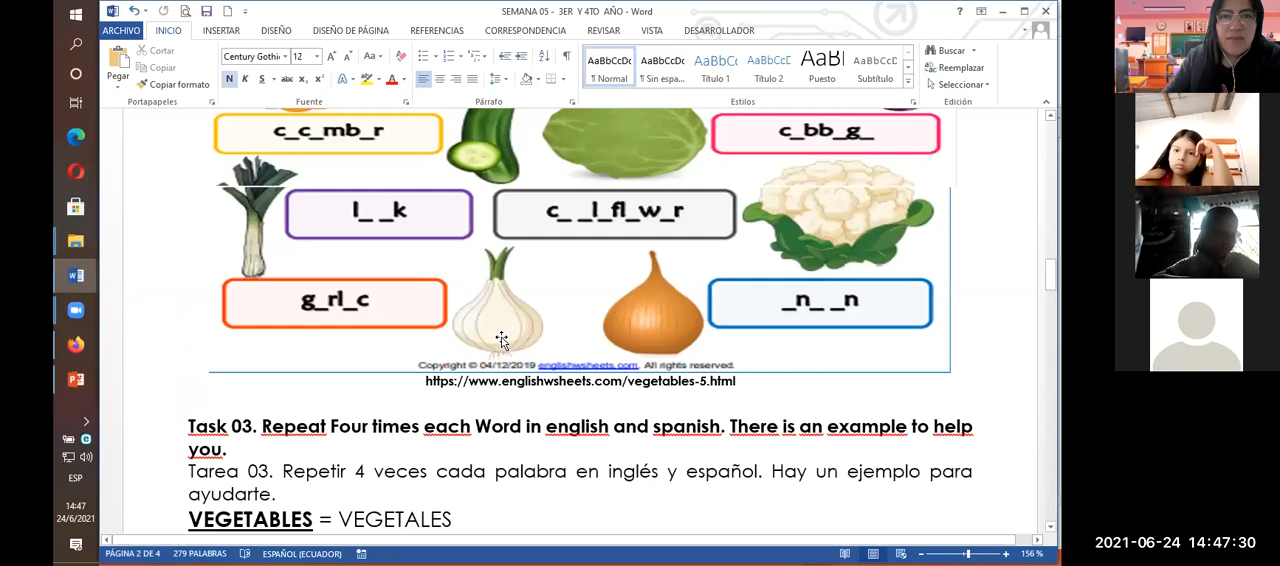 SEMANA 05 - 3ER Y 4TO AÑO - Word
ARCHIVO INICIO INSERTAR DISEÑO DISEÑO DE PÁGINA REFERENCIAS CORRESPONDENCIA REVISAR VISTA DESARROLLADOR
Pegar
Cortar
Copiar
Copiar formato
Portapapeles
Century Gothi 12
N K S abc x₂ x²
Fuente
Párrafo
AaBbCcDc AaBbCcDc AaBbCc AaBbCcD AaBl AaBbCcD
¶ Normal ¶ Sin espa... Título 1 Título 2 Puesto Subtítulo
Estilos
Buscar
Reemplazar
Seleccionar
Edición
c_c_mb_r
c_bb_g_
l_ _k
c_ _l_fl_w_r
g_rl_c
_n_ _n
Copyright © 04/12/2019 englishwsheets.com. All rights reserved.
https://www.englishwsheets.com/vegetables-5.html
Task 03. Repeat Four times each Word in english and spanish. There is an example to help
you.
Tarea 03. Repetir 4 veces cada palabra en inglés y español. Hay un ejemplo para
ayudarte.
VEGETABLES = VEGETALES
PÁGINA 2 DE 4 279 PALABRAS ESPAÑOL (ECUADOR) 156 %
ESP
14:47
24/6/2021
2021-06-24 14:47:30